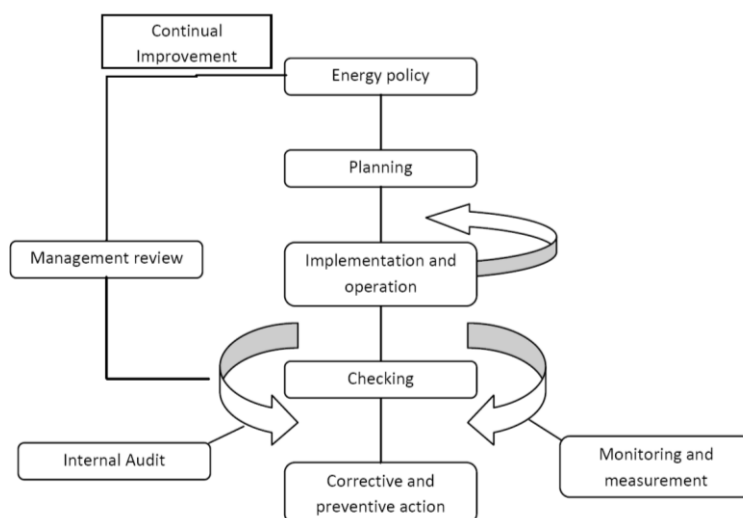 Continual
Improvement
Energy policy
Planning
Management review
Implementation and
operation
Checking
Internal Audit
Monitoring and
measurement
Corrective and
preventive action